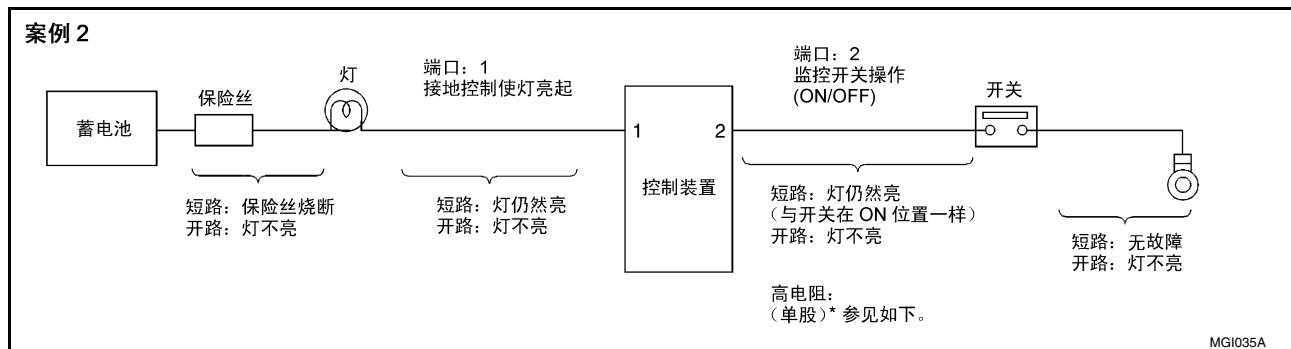 案例 2
蓄电池
保险丝
灯
端口：1
接地控制使灯亮起
端口：2
监控开关操作
(ON/OFF)
开关
1
2
控制装置
短路：保险丝烧断
开路：灯不亮
短路：灯仍然亮
开路：灯不亮
短路：灯仍然亮
（与开关在 ON 位置一样）
开路：灯不亮
高电阻：
（单股）* 参见如下。
短路：无故障
开路：灯不亮
MGI035A